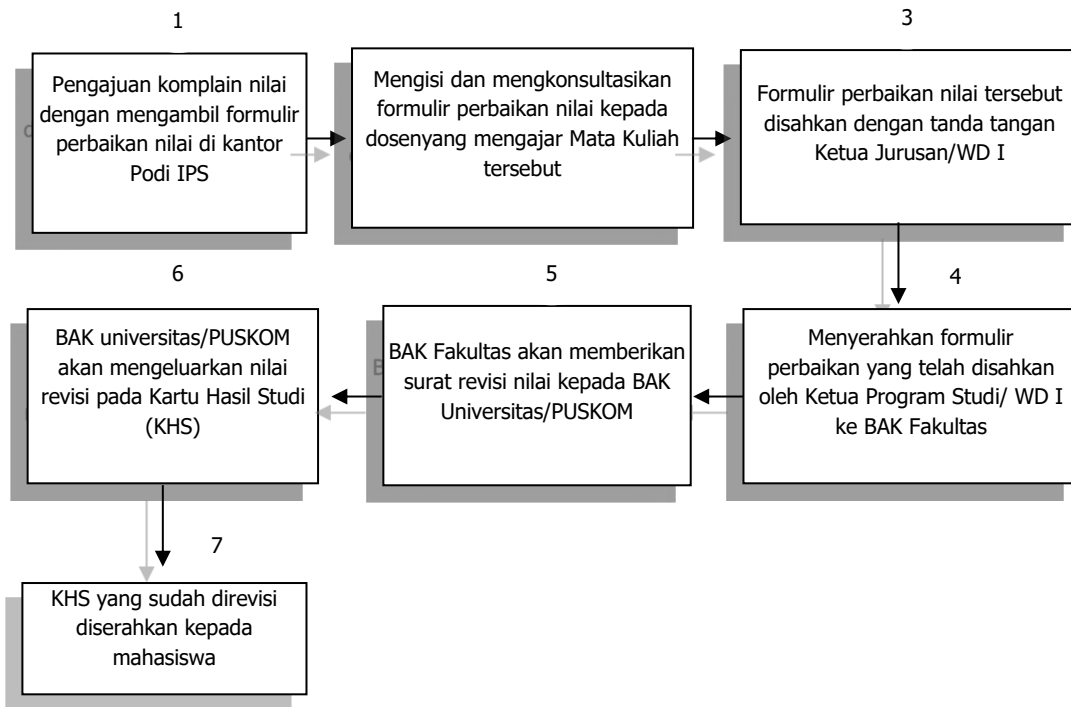 1
Pengajuan komplain nilai
dengan mengambil formulir
perbaikan nilai di kantor
Podi IPS
Mengisi dan mengkonsultasikan
formulir perbaikan nilai kepada
dosenyang mengajar Mata Kuliah
tersebut
3
Formulir perbaikan nilai tersebut
disahkan dengan tanda tangan
Ketua Jurusan/WD I
4
Menyerahkan formulir
perbaikan yang telah disahkan
oleh Ketua Program Studi/ WD I
ke BAK Fakultas
5
BAK Fakultas akan memberikan
surat revisi nilai kepada BAK
Universitas/PUSKOM
6
BAK universitas/PUSKOM
akan mengeluarkan nilai
revisi pada Kartu Hasil Studi
(KHS)
7
KHS yang sudah direvisi
diserahkan kepada
mahasiswa